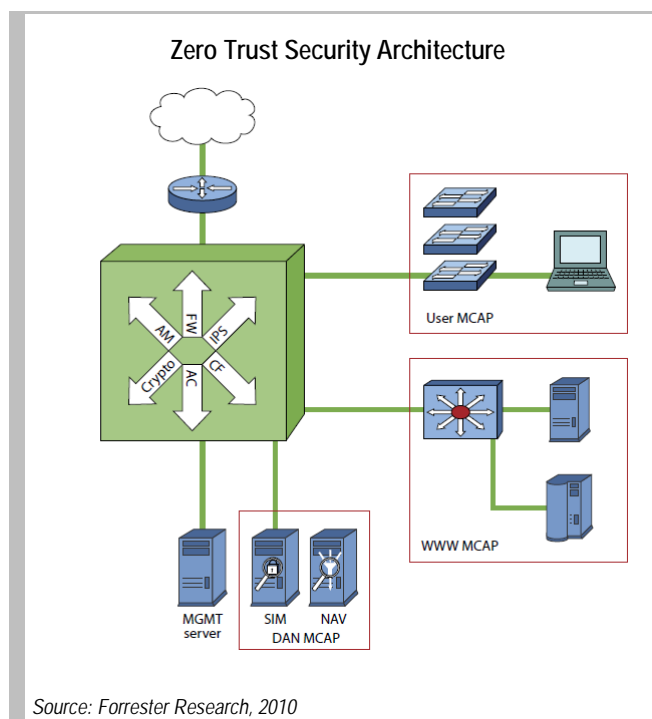 Zero Trust Security Architecture
FW
IPS
CF
AC
Crypto
AM
User MCAP
WWW MCAP
MGMT
server
SIM
NAV
DAN MCAP
Source: Forrester Research, 2010